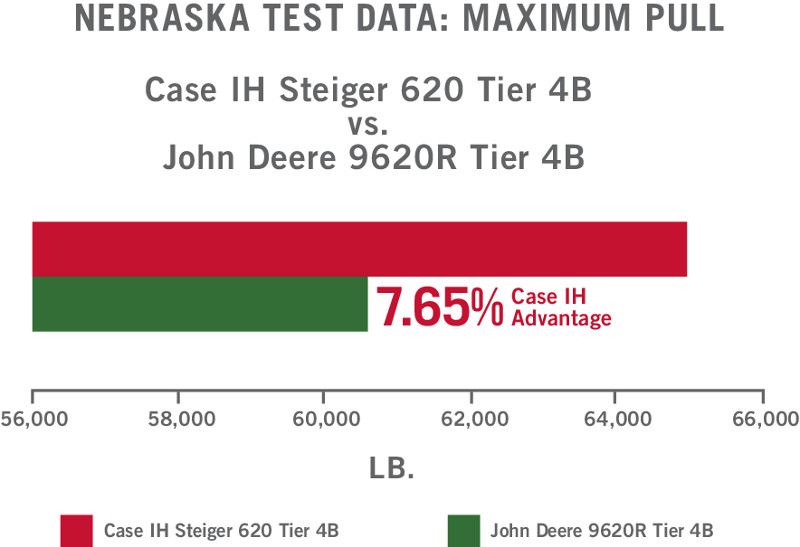 NEBRASKA TEST DATA: MAXIMUM PULL
Case IH Steiger 620 Tier 4B
vs.
John Deere 9620R Tier 4B
7.65% Case IH
Advantage
56,000 58,000 60,000 62,000 64,000 66,000
LB.
Case IH Steiger 620 Tier 4B John Deere 9620R Tier 4B